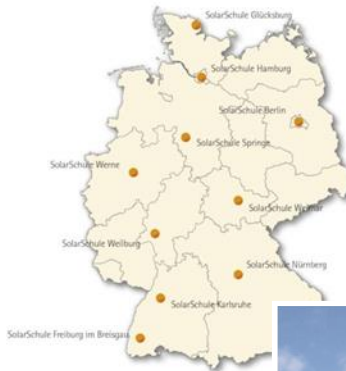 SolarSchule Glücksburg
SolarSchule Hamburg
SolarSchule Berlin
SolarSchule Springe
SolarSchule Werne
SolarSchule Weimar
SolarSchule Weilburg
SolarSchule Nürnberg
SolarSchule Karlsruhe
SolarSchule Freiburg im Breisgau